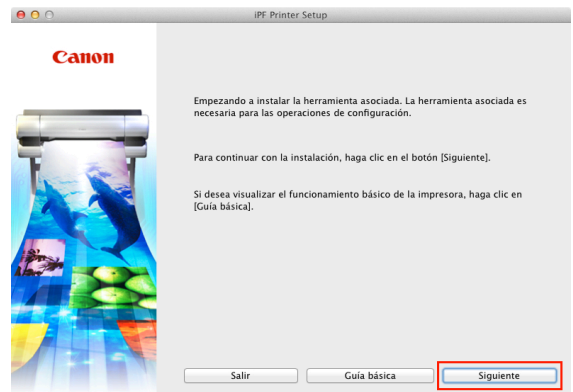 iPF Printer Setup
Canon
Empezando a instalar la herramienta asociada. La herramienta asociada es
necesaria para las operaciones de configuración.
Para continuar con la instalación, haga clic en el botón [Siguiente].
Si desea visualizar el funcionamiento básico de la impresora, haga clic en
[Guía básica].
Salir
Guía básica
Siguiente